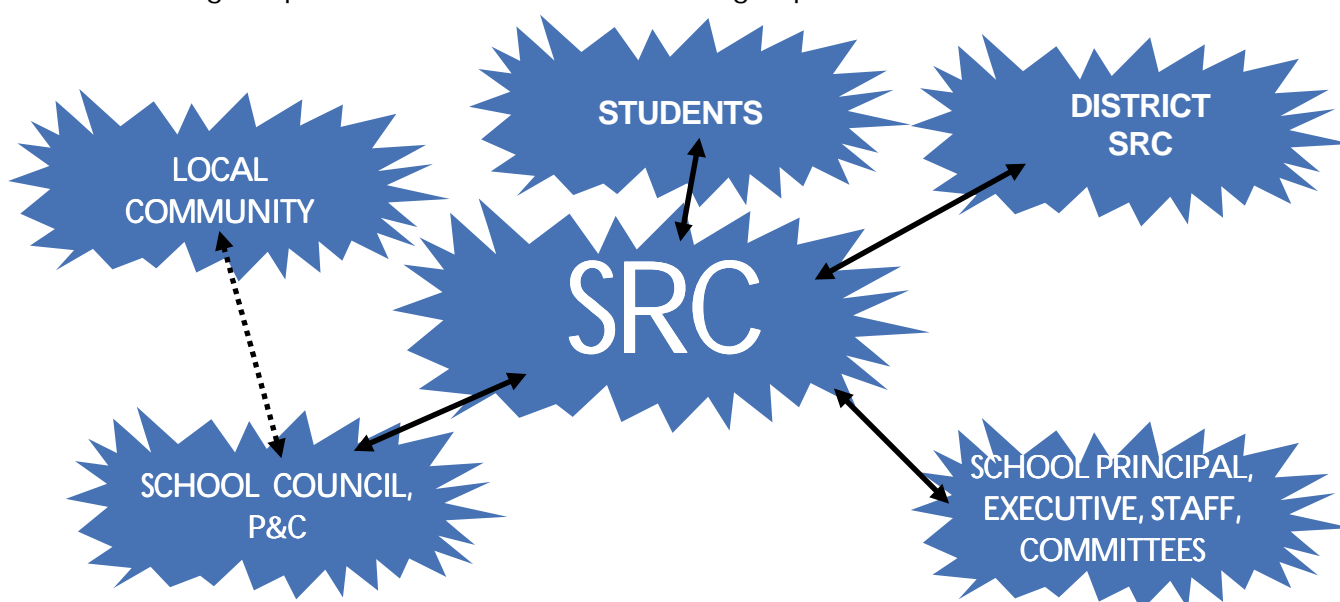 STUDENTS
DISTRICT
SRC
LOCAL
COMMUNITY
SRC
SCHOOL COUNCIL,
P&C
SCHOOL PRINCIPAL,
EXECUTIVE, STAFF,
COMMITTEES